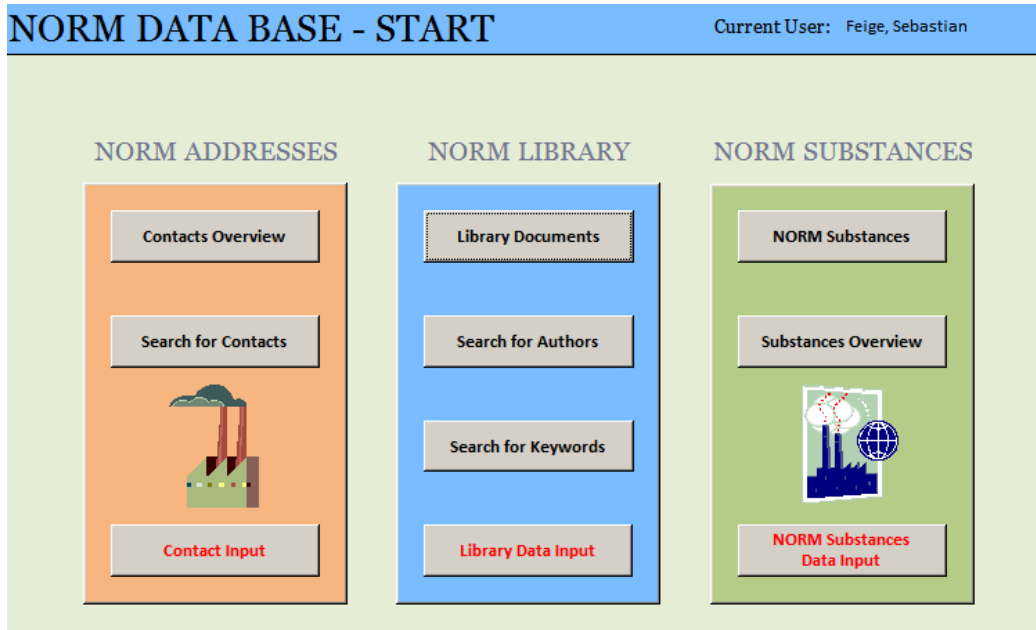 NORM DATA BASE - START
Current User: Feige, Sebastian
NORM ADDRESSES
Contacts Overview
Search for Contacts
Contact Input
NORM LIBRARY
Library Documents
Search for Authors
Search for Keywords
Library Data Input
NORM SUBSTANCES
NORM Substances
Substances Overview
NORM Substances
Data Input